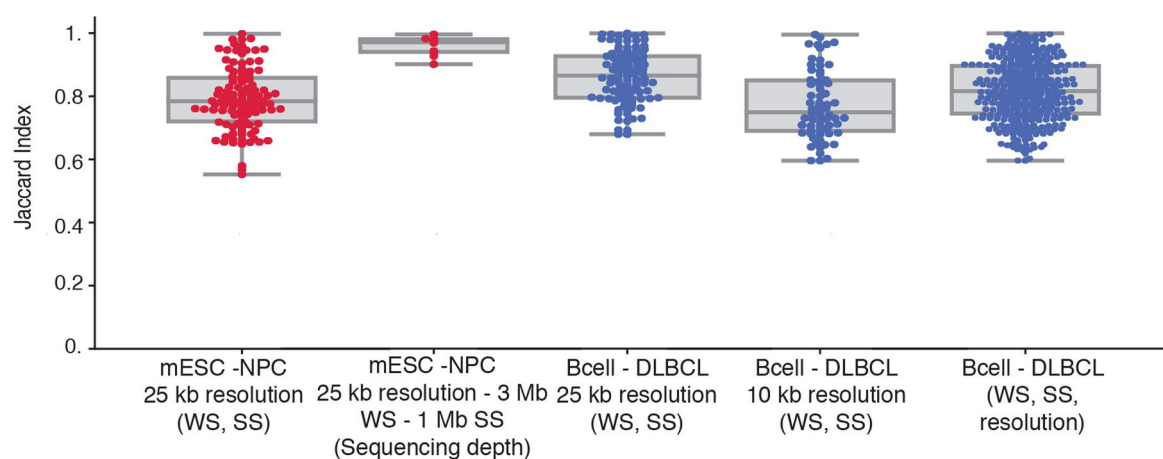 1.
0.8
0.6
0.4
0.2
0.
Jaccard Index
mESC -NPC
25 kb resolution
(WS, SS)
mESC -NPC
25 kb resolution - 3 Mb
WS - 1 Mb SS
(Sequencing depth)
Bcell - DLBCL
25 kb resolution
(WS, SS)
Bcell - DLBCL
10 kb resolution
(WS, SS)
Bcell - DLBCL
(WS, SS,
resolution)